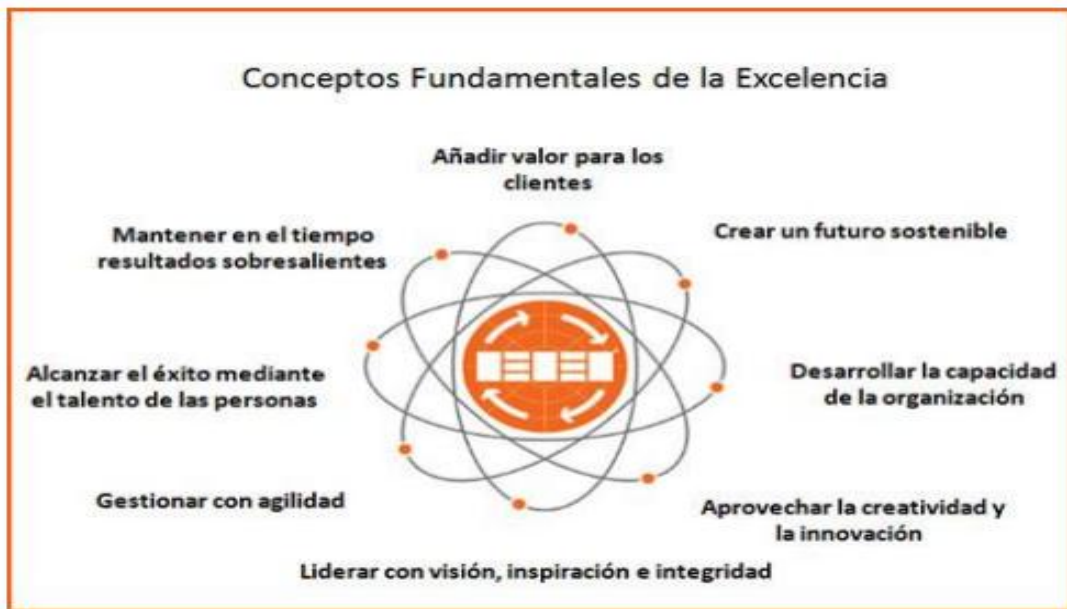 Conceptos Fundamentales de la Excelencia
Añadir valor para los
clientes
Crear un futuro sostenible
Mantener en el tiempo
resultados sobresalientes
Desarrollar la capacidad
de la organización
Alcanzar el éxito mediante
el talento de las personas
Aprovechar la creatividad y
la innovación
Gestionar con agilidad
Liderar con visión, inspiración e integridad